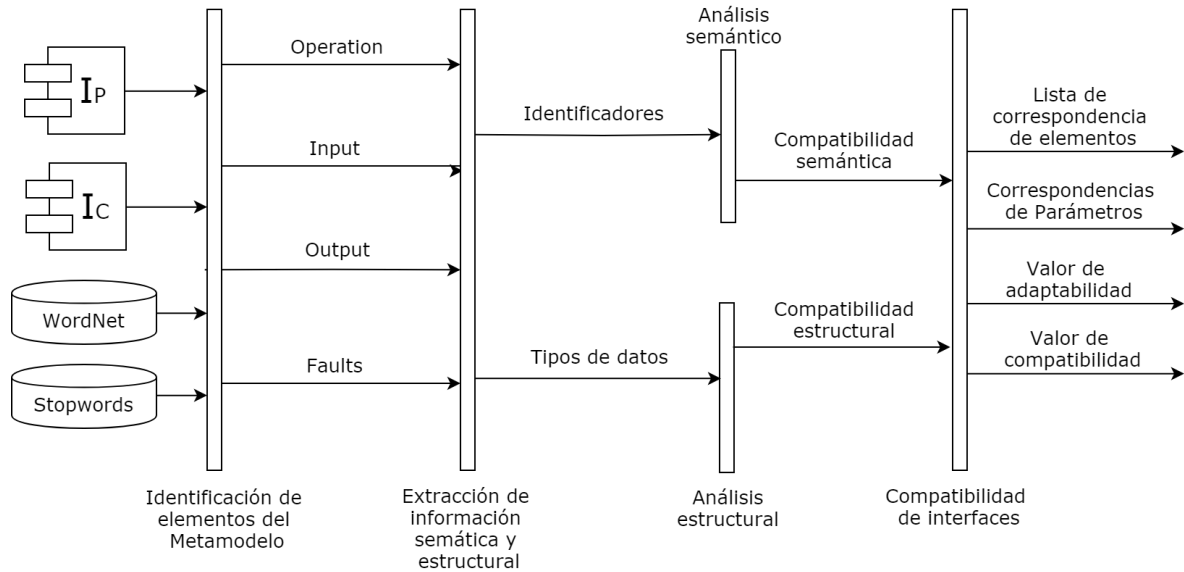 I P
I C
WordNet
Stopwords
Operation
Input
Output
Faults
Identificadores
Tipos de datos
Análisis
semántico
Compatibilidad
semántica
Compatibilidad
estructural
Lista de
correspondencia
de elementos
Correspondencias
de Parámetros
Valor de
adaptabilidad
Valor de
compatibilidad
Identificación de
elementos del
Metamodelo
Extracción de
información
semática y
estructural
Análisis
estructural
Compatibilidad
de interfaces